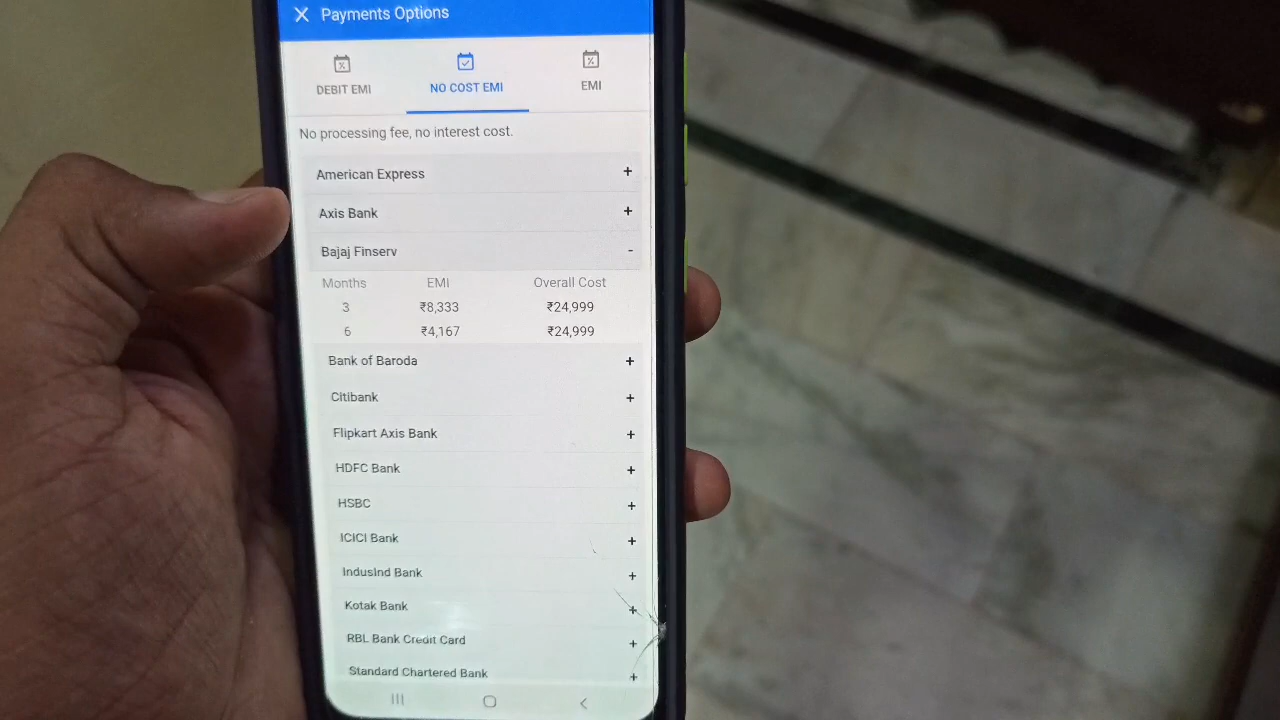 Payments Options
DEBIT EMI NO COST EMI EMI
No processing fee, no interest cost.
American Express +
Axis Bank +
Bajaj Finserv -
Months EMI Overall Cost
3 ₹8,333 ₹24,999
6 ₹4,167 ₹24,999
Bank of Baroda +
Citibank +
Flipkart Axis Bank +
HDFC Bank +
HSBC +
ICICI Bank +
IndusInd Bank +
Kotak Bank +
RBL Bank Credit Card +
Standard Chartered Bank +